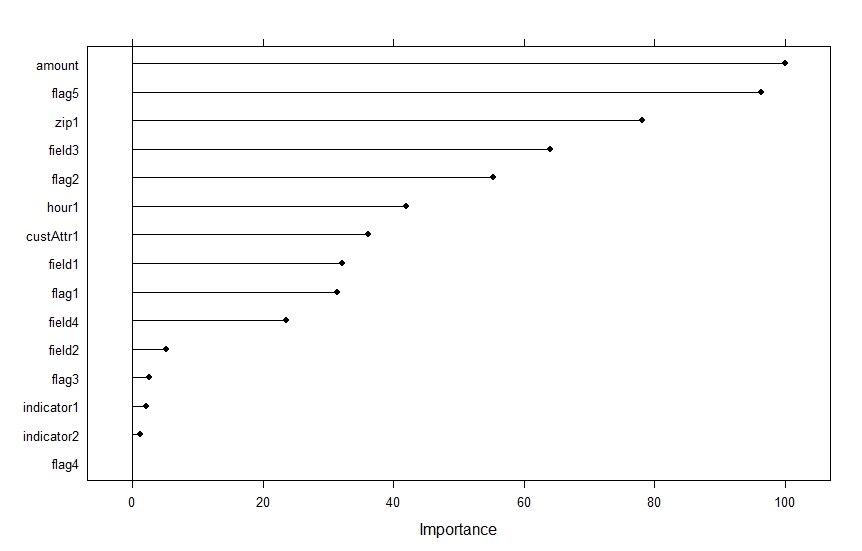 amount
flag5
zip1
field3
flag2
hour1
custAttr1
field1
flag1
field4
field2
flag3
indicator1
indicator2
flag4
0 20 40 60 80 100
Importance